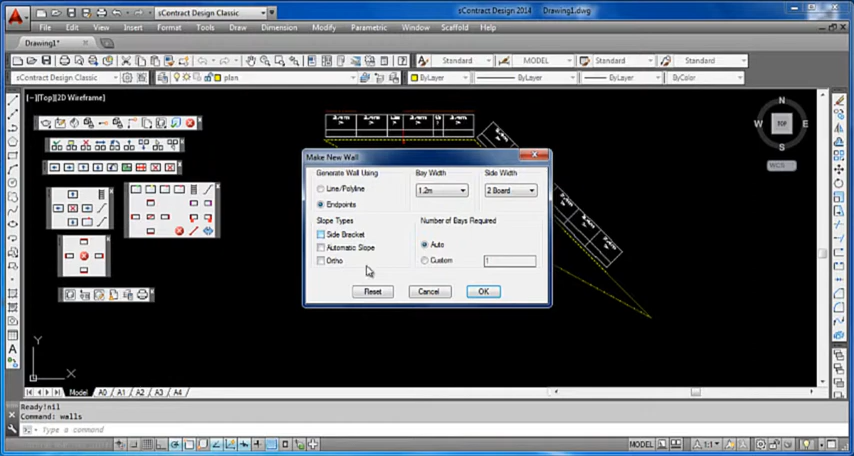 sContract Design Classic
sContract Design 2014 Drawing1.dwg
File Edit View Insert Format Tools Draw Dimension Modify Parametric Window Scaffold Help
Drawing1*
Standard MODEL Standard Standard
sContract Design Classic plan ByLayer ByLayer ByLayer ByColor
[−][Top][2D Wireframe]
N
W TOP E
S
WCS
Make New Wall
Generate Wall Using Bay Width Side Width
Line/Polyline 1.2m 2 Board
Endpoints
Slope Types Number of Bays Required
Side Bracket
Automatic Slope Auto
Ortho Custom 1
Reset Cancel OK
Y
X
Model A0 A1 A2 A3 A4
Ready!nil
Command: walls
Type a command
MODEL 1:1